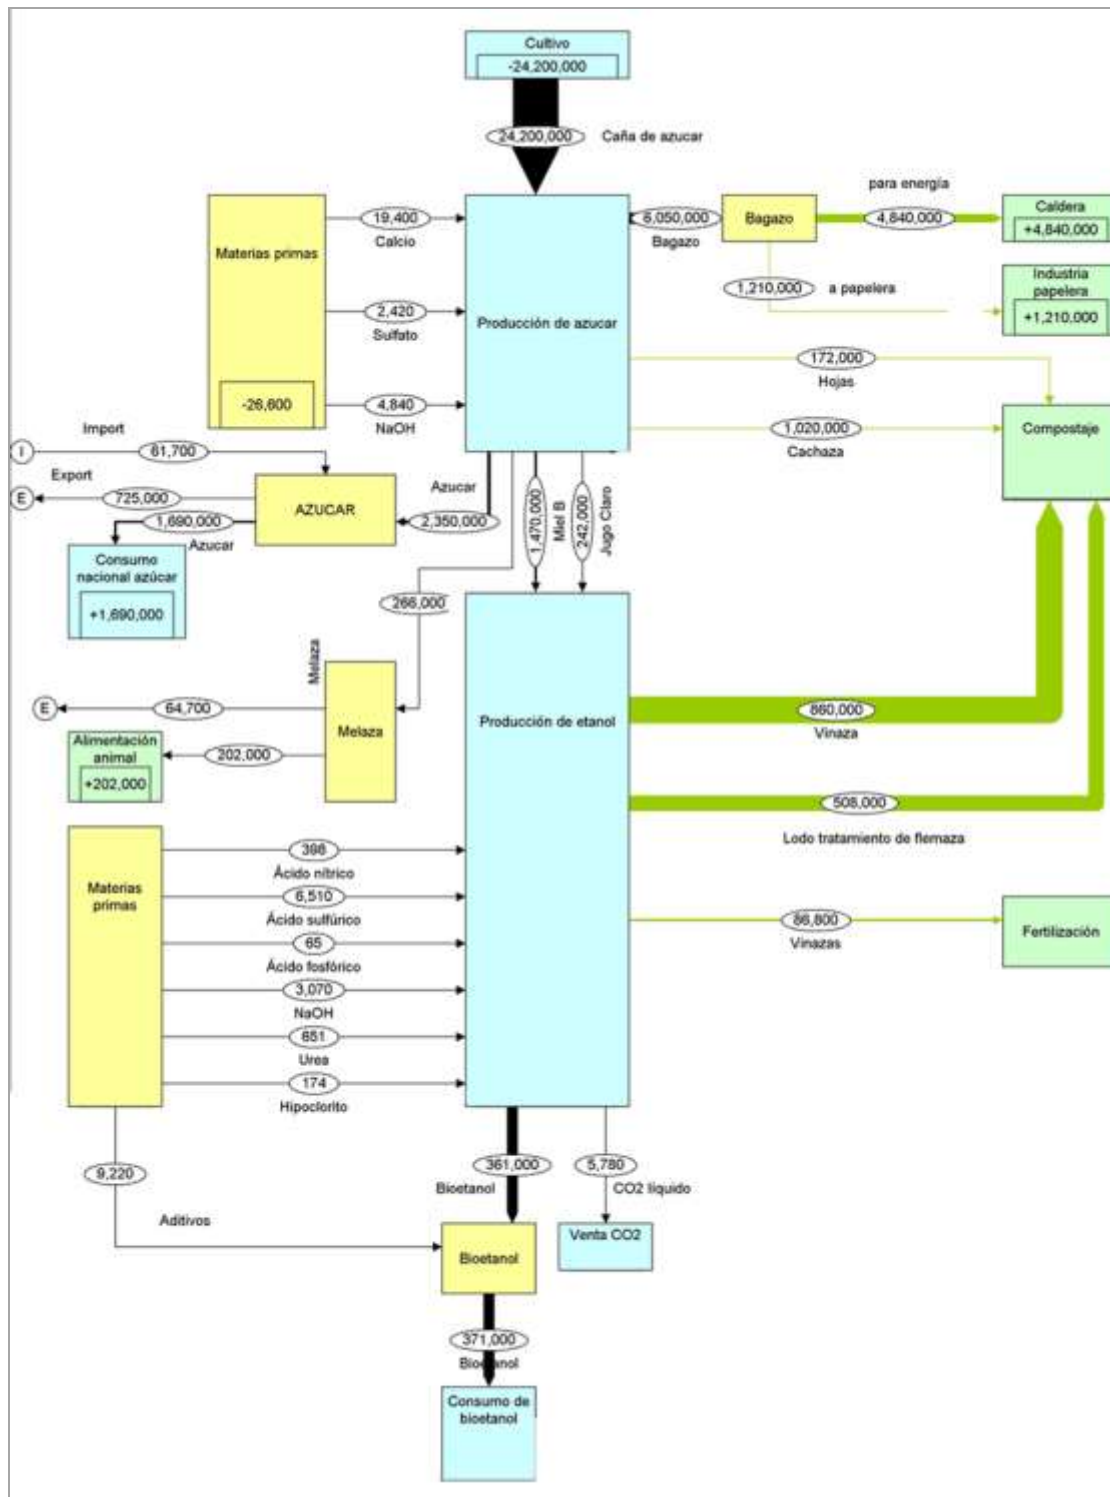 Cultivo
-24,200,000
24,200,000
Caña de azucar
para energía
19,400
Calcio
6,050,000
Bagazo
Bagazo
4,840,000
Caldera
+4,840,000
Materias primas
1,210,000
a papelera
Industria
papelera
+1,210,000
2,420
Sulfato
Producción de azucar
172,000
Hojas
-26,600
4,840
NaOH
1,020,000
Cachaza
Compostaje
Import
I
61,700
Export
E
725,000
AZUCAR
Azucar
2,350,000
1,690,000
Azucar
1,470,000
Miel B
242,000
Jugo Claro
Consumo
nacional azúcar
+1,690,000
266,000
Melaza
E
64,700
Melaza
Producción de etanol
860,000
Vinaza
Alimentación
animal
+202,000
202,000
508,000
Lodo tratamiento de flemaza
Materias
primas
398
Ácido nítrico
6,510
Ácido sulfúrico
65
Ácido fosfórico
3,070
NaOH
651
Urea
174
Hipoclorito
86,800
Vinazas
Fertilización
9,220
Aditivos
361,000
Bioetanol
5,780
CO2 líquido
Bioetanol
Venta CO2
371,000
Bioetanol
Consumo de
bioetanol